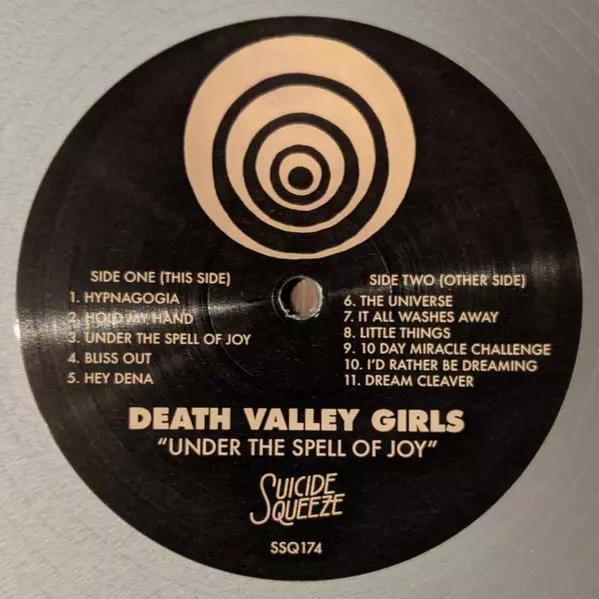 SIDE ONE (THIS SIDE)
1. HYPNAGOGIA
2. HOLD MY HAND
3. UNDER THE SPELL OF JOY
4. BLISS OUT
5. HEY DENA
SIDE TWO (OTHER SIDE)
6. THE UNIVERSE
7. IT ALL WASHES AWAY
8. LITTLE THINGS
9. 10 DAY MIRACLE CHALLENGE
10. I'D RATHER BE DREAMING
11. DREAM CLEAVER
DEATH VALLEY GIRLS
"UNDER THE SPELL OF JOY"
SUICIDE
SQUEEZE
SSQ174